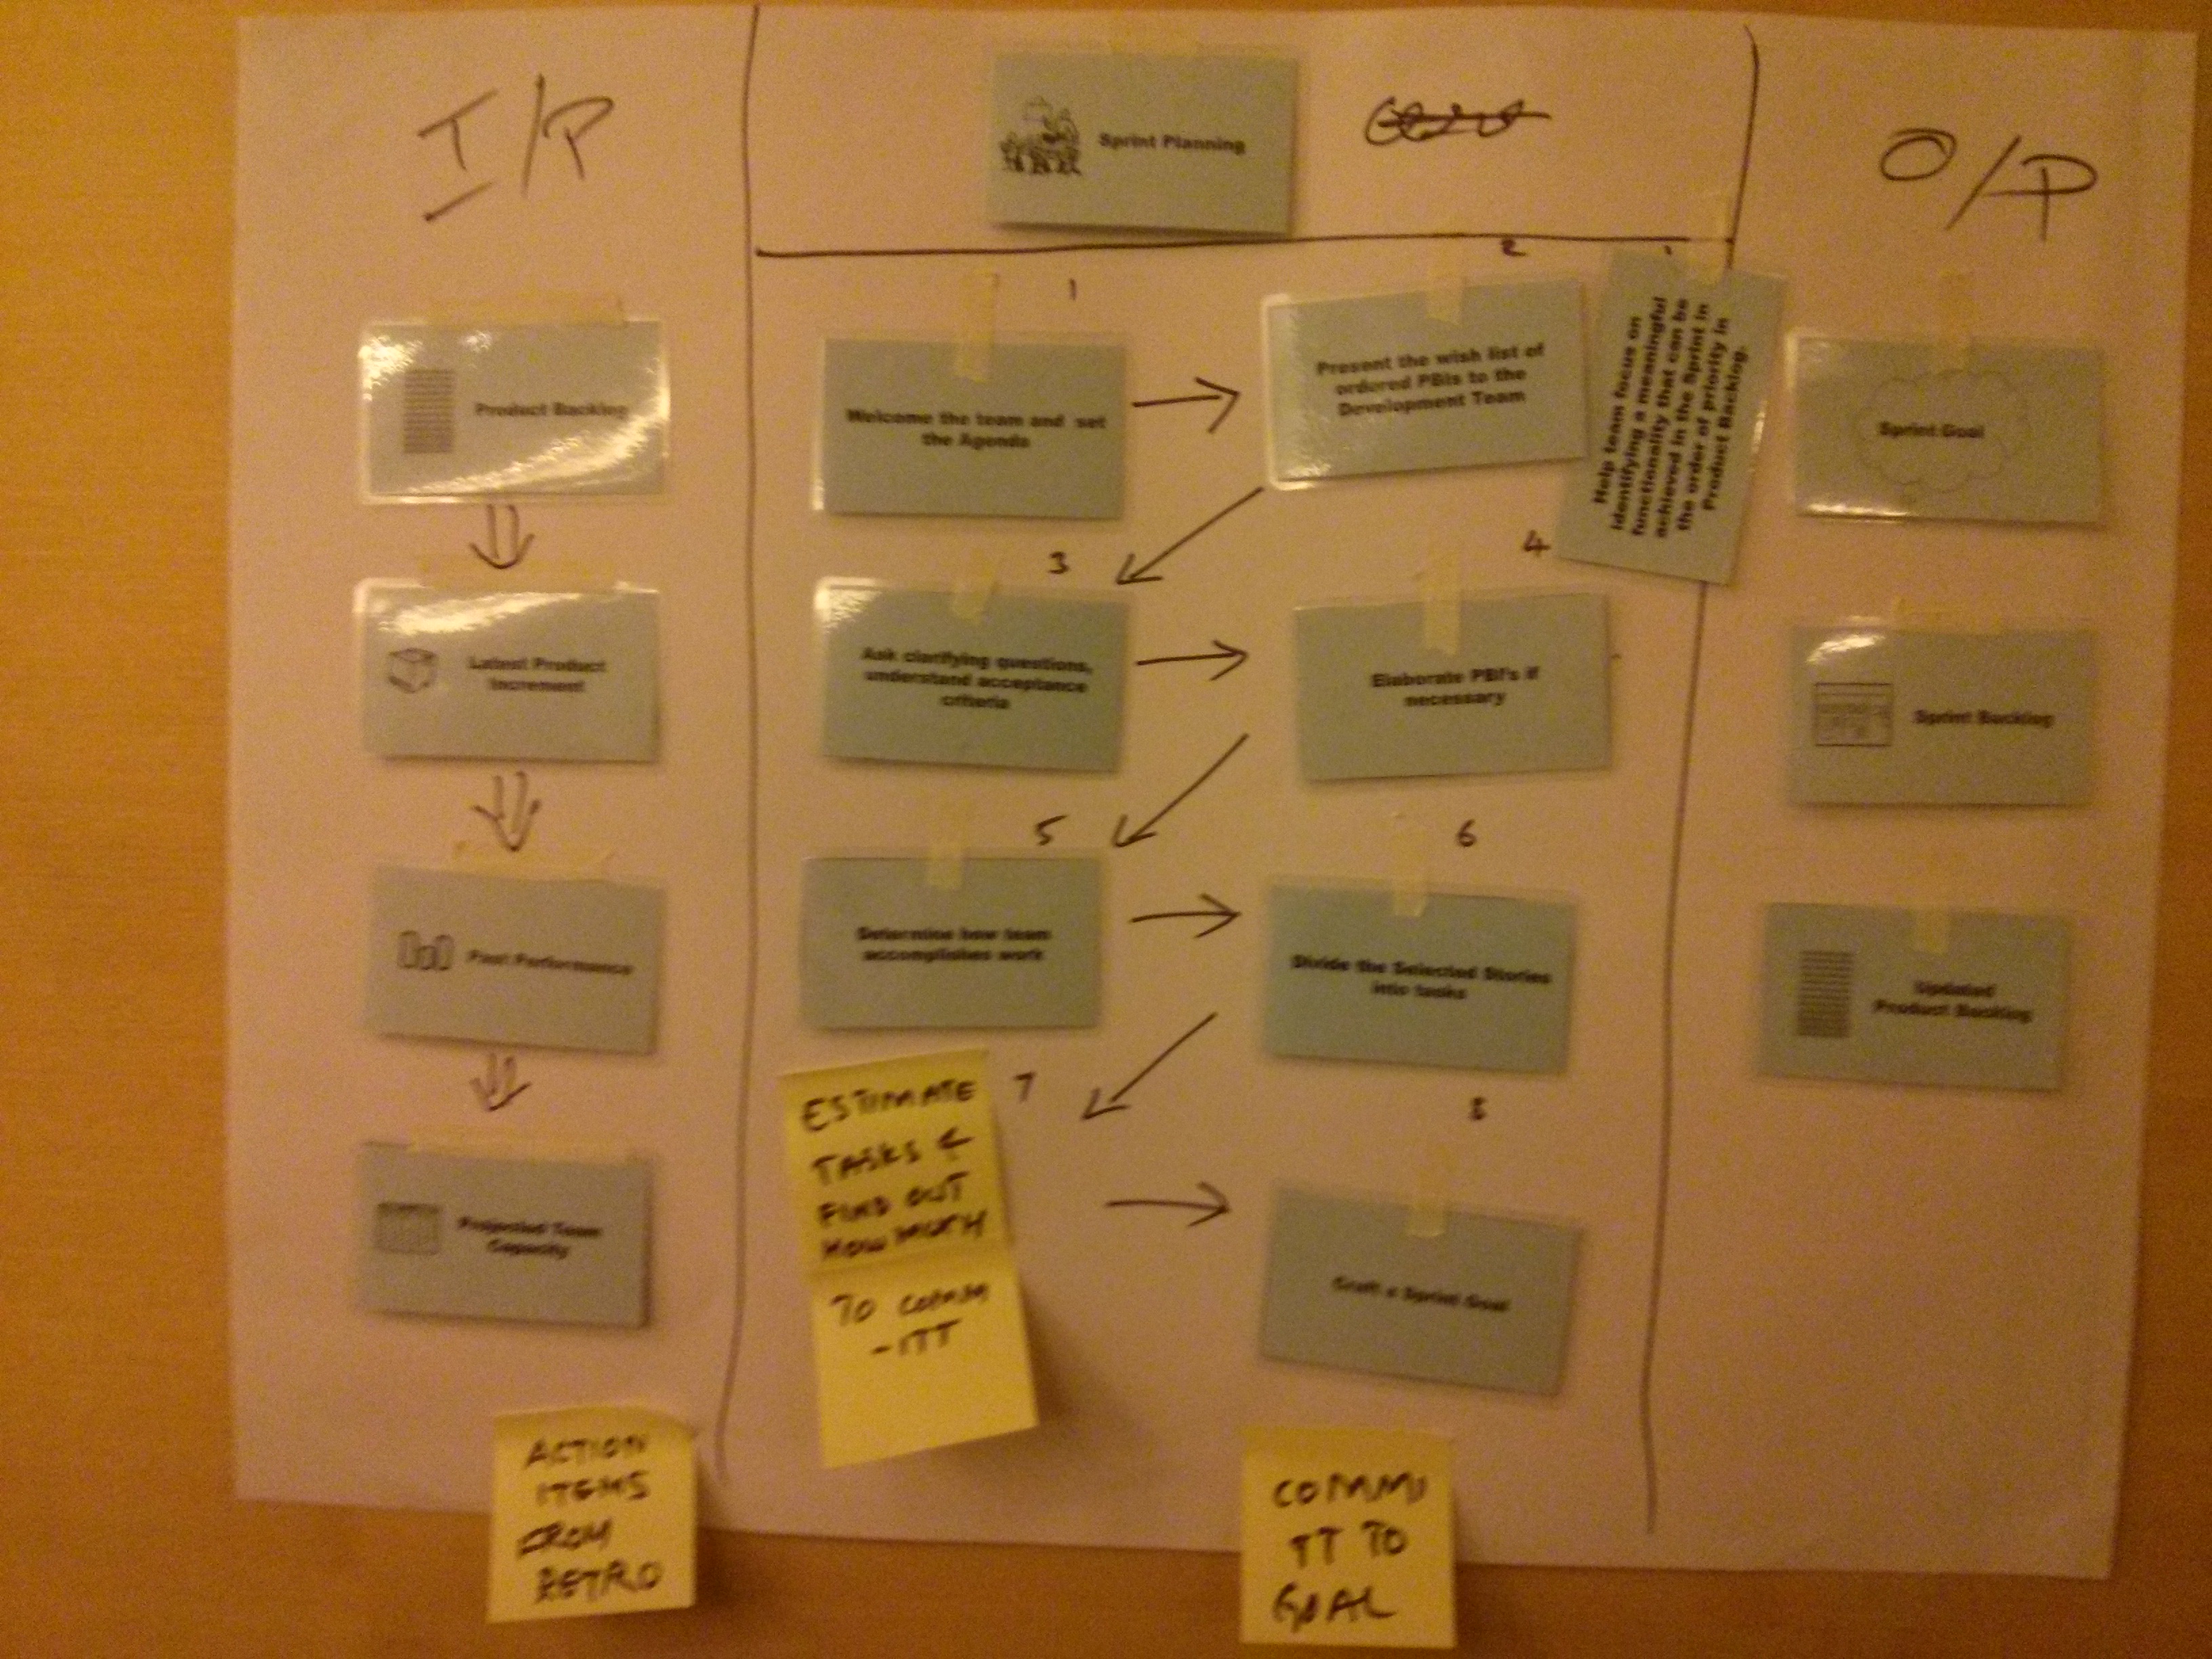 I/P
Product Backlog
Latest Product
Increment
Past Performance
Projected Team
Capacity
ACTION
ITEMS
FROM
RETRO
Sprint Planning
1
Welcome the team and set
the Agenda
2
Present the wish list of
ordered PBIs to the
Development Team
Help team focus on
identifying a meaningful
functionality that can be
achieved in the Sprint in
the order of priority in
Product Backlog.
3
Ask clarifying questions,
understand acceptance
criteria
4
Elaborate PBI's if
necessary
5
Determine how team
accomplishes work
6
Divide the Selected Stories
into tasks
7
ESTIMATE
TASKS &
FIND OUT
HOW MUCH
TO COMM
-ITT
8
Craft a Sprint Goal
COMMI
TT TO
GOAL
O/P
Sprint Goal
Sprint Backlog
Updated
Product Backlog